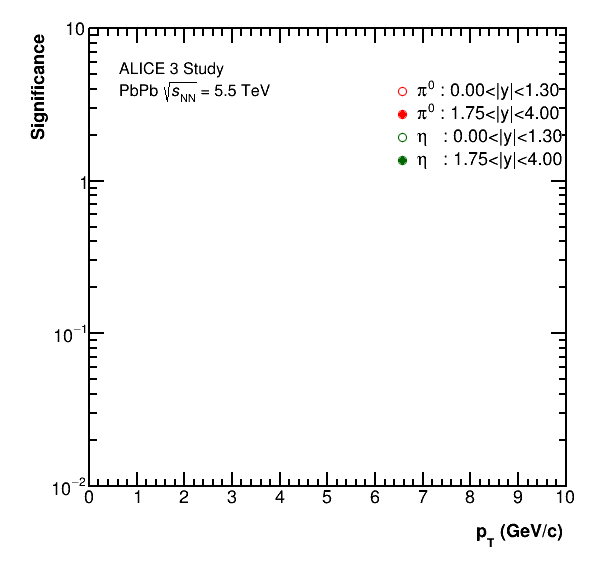 Significance
10
1
10⁻¹
10⁻²
ALICE 3 Study
PbPb √sNN = 5.5 TeV
π⁰ : 0.00<|y|<1.30
π⁰ : 1.75<|y|<4.00
η : 0.00<|y|<1.30
η : 1.75<|y|<4.00
0 1 2 3 4 5 6 7 8 9 10
pT (GeV/c)